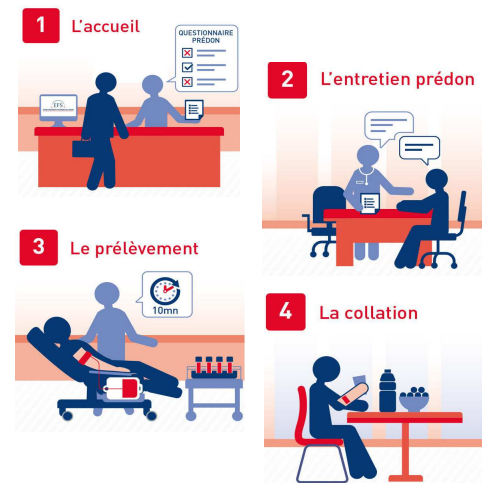 1 L'accueil
QUESTIONNAIRE
PRÉDON
EFS
2 L'entretien prédon
3 Le prélèvement
10mn
4 La collation